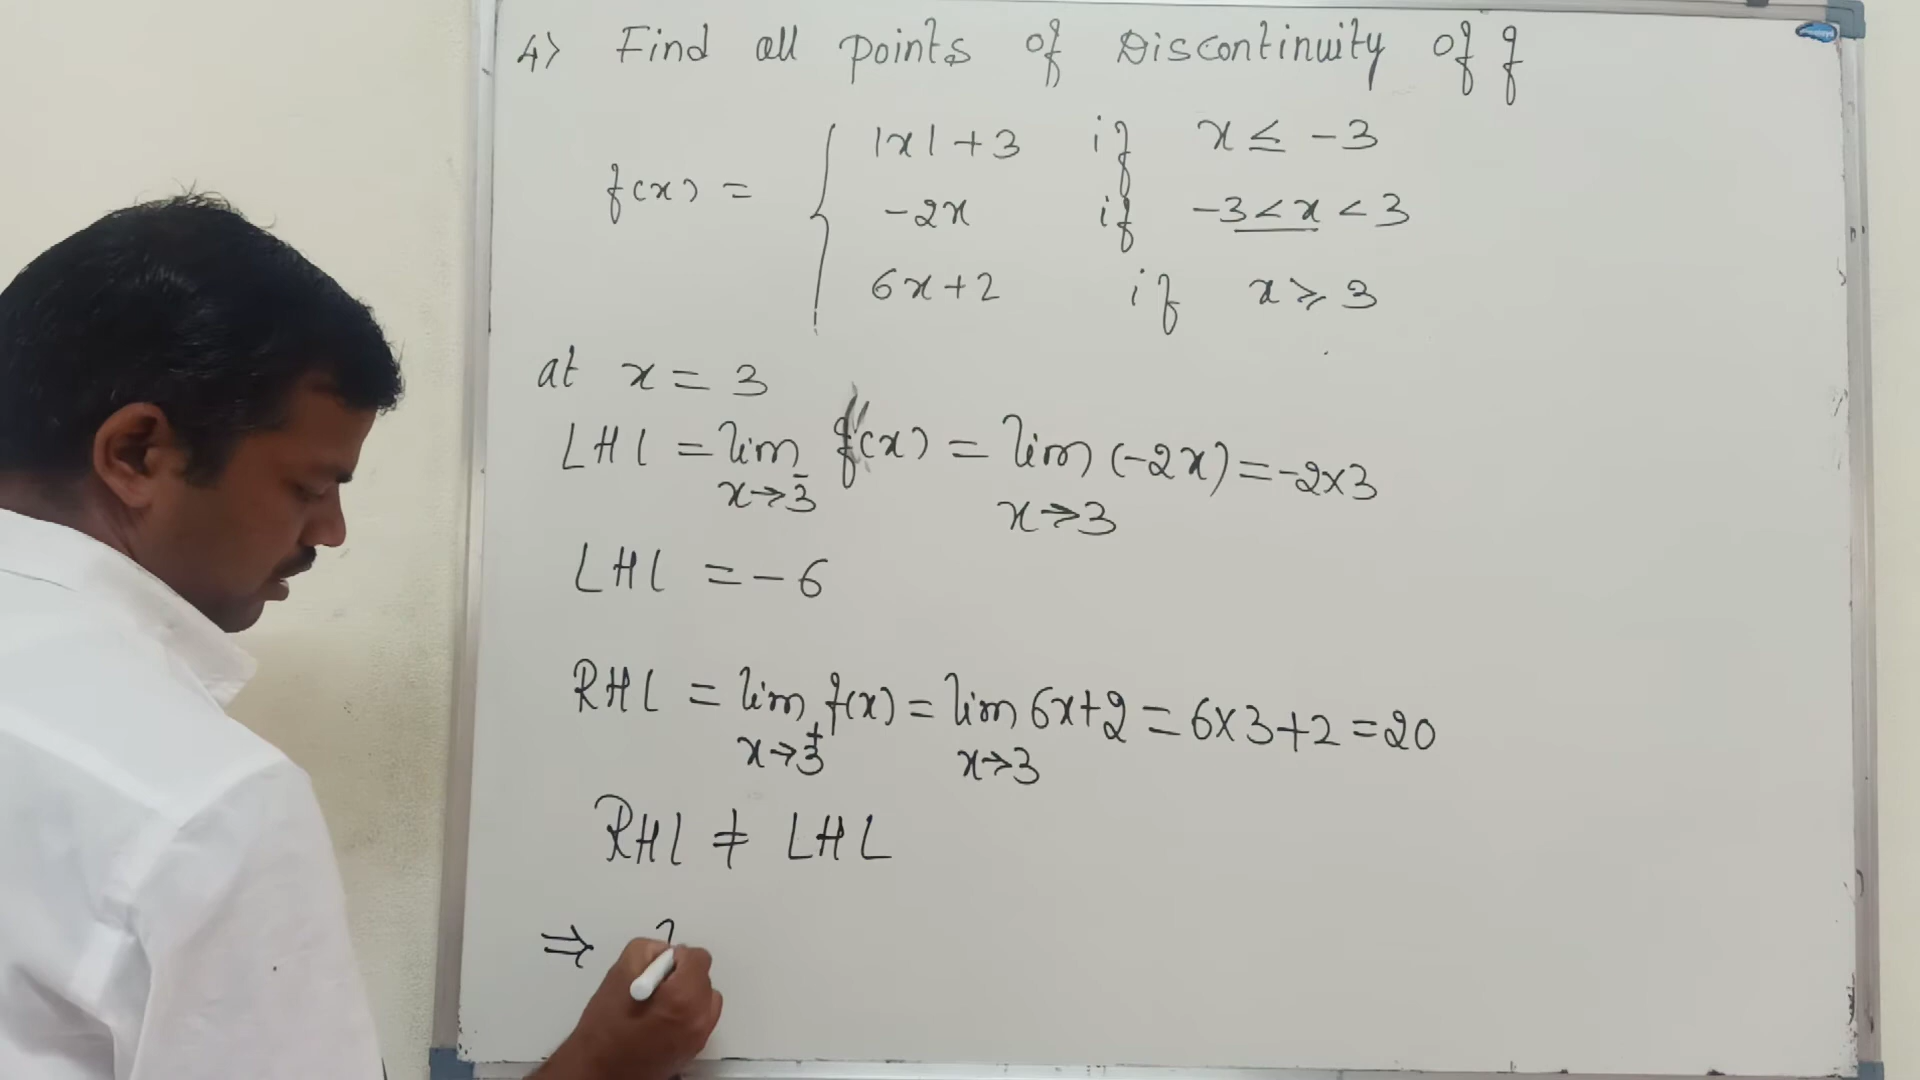 4) Find all points of Discontinuity of f
|x| + 3 if x ≤ -3
f(x) = { -2x if -3 < x < 3
6x + 2 if x ≥ 3
at x = 3
LHL = lim x→3⁻ f(x) = lim x→3 (-2x) = -2×3
LHL = -6
RHL = lim x→3⁺ f(x) = lim x→3 6x+2 = 6×3+2 = 20
RHL ≠ LHL
⇒